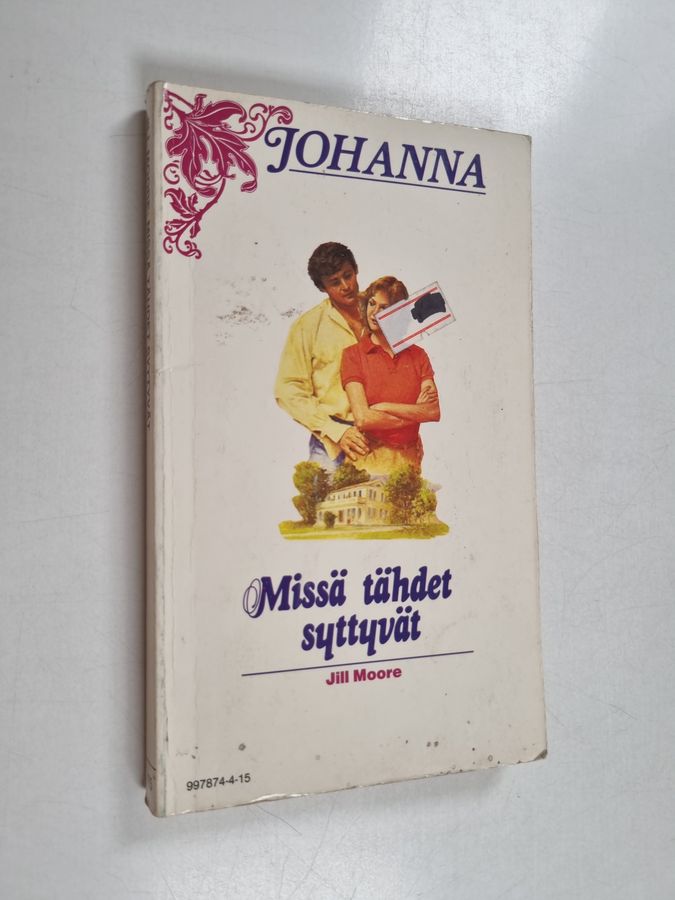 JOHANNA
Missä tähdet
syttyvät
Jill Moore
997874-4-15